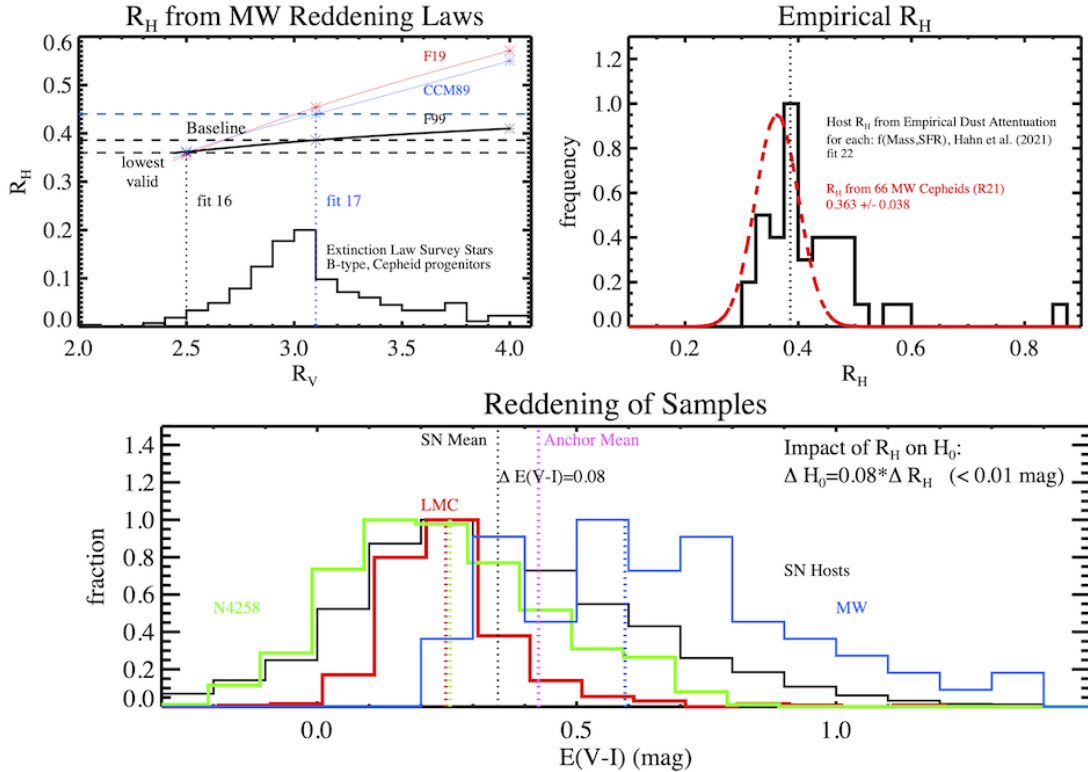 R_H from MW Reddening Laws
0.6
0.5
0.4
0.3
0.2
0.1
0.0
R_H
F19
CCM89
F99
Baseline
lowest
valid
fit 16
fit 17
Extinction Law Survey Stars
B-type, Cepheid progenitors
2.0 2.5 3.0 3.5 4.0
R_V
Empirical R_H
1.2
1.0
0.8
0.6
0.4
0.2
0.0
frequency
Host R_H from Empirical Dust Attentuation
for each: f(Mass,SFR), Hahn et al. (2021)
fit 22
R_H from 66 MW Cepheids (R21)
0.363 +/- 0.038
0.2 0.4 0.6 0.8
R_H
Reddening of Samples
1.4
1.2
1.0
0.8
0.6
0.4
0.2
0.0
fraction
SN Mean
Anchor Mean
Δ E(V-I)=0.08
Impact of R_H on H_0:
Δ H_0=0.08*Δ R_H (< 0.01 mag)
LMC
SN Hosts
N4258
MW
0.0 0.5 1.0
E(V-I) (mag)